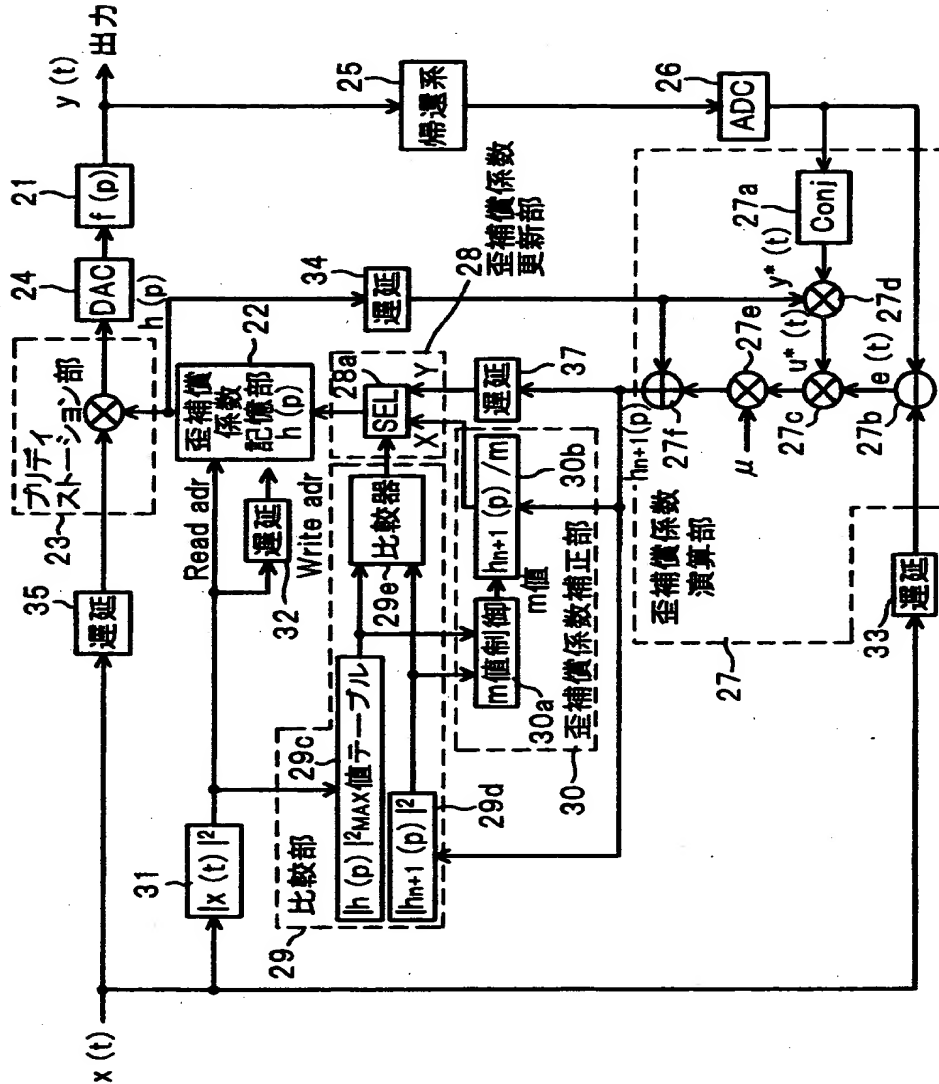 x(t)
35
遅延
23
プリディ
ストーション部
24
DAC
21
f(p)
y(t)
出力
31
|x(t)|²
Read adr
32
遅延
Write adr
22
歪補償
係数
記憶部
h(p)
h(p)
34
遅延
25
帰還系
26
ADC
29
比較部
29c
|h(p)|²MAX値テーブル
29d
|hn+1(p)|²
29e
比較器
28
歪補償係数
更新部
28a
SEL
X
Y
37
遅延
30
歪補償係数補正部
30a
m値制御
m値
30b
hn+1(p)/m
hn+1(p)
27
歪補償係数
演算部
27a
Conj
y*(t)
27d
u*(t)
27c
27e
μ
27f
e(t)
27b
33
遅延